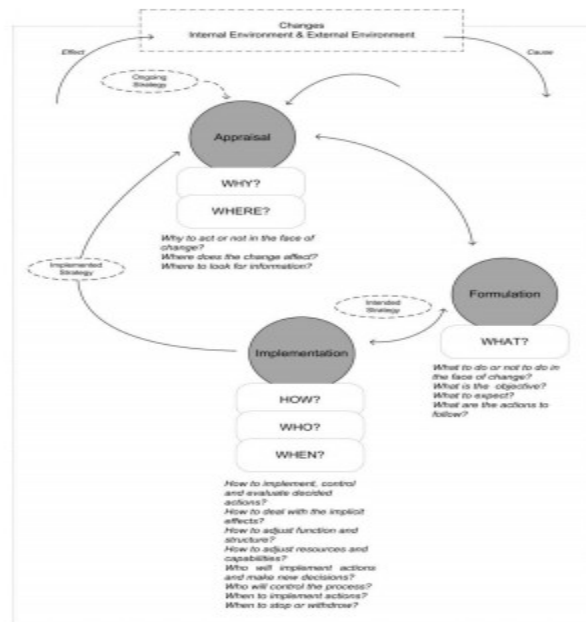 Changes
Internal Environment & External Environment
Effect
Cause
Ongoing
Strategy
Appraisal
WHY?
WHERE?
Why to act or not in the face of
change?
Where does the change affect?
Where to look for information?
Implemented
Strategy
Intended
Strategy
Formulation
WHAT?
What to do or not to do in
the face of change?
What is the objective?
What to expect?
What are the actions to
follow?
Implementation
HOW?
WHO?
WHEN?
How to implement, control
and evaluate decided
actions?
How to deal with the implicit
effects?
How to adjust function and
structure?
How to adjust resources and
capabilities?
Who will implement actions
and make new decisions?
Who will control the process?
When to implement actions?
When to stop or withdrow?